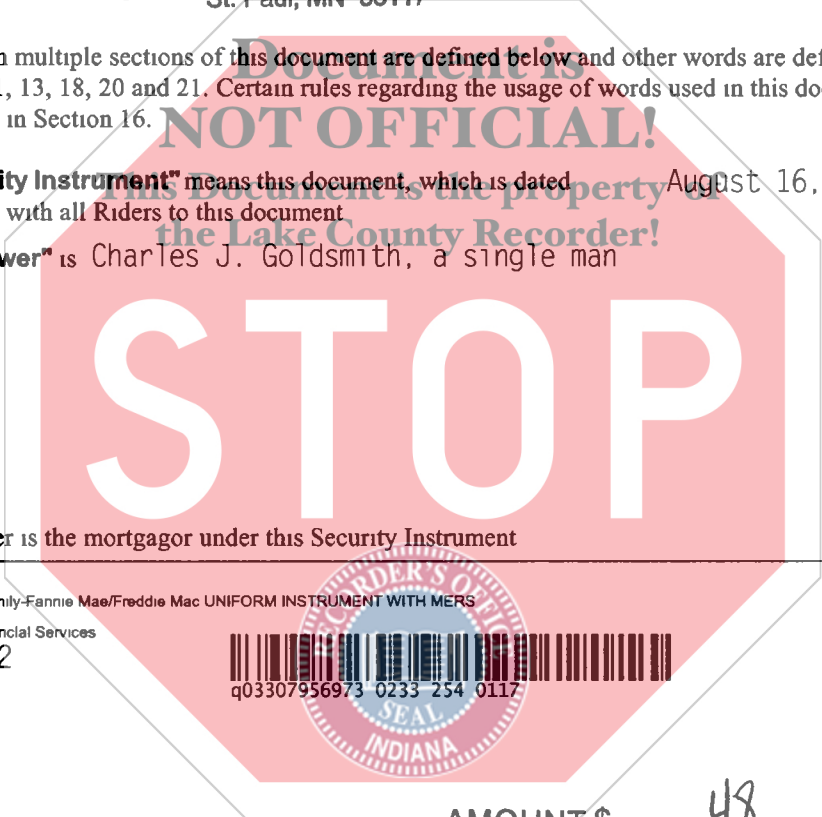 St. Paul, MN 55117
Document is
multiple sections of this document are defined below and other words are def
, 13, 18, 20 and 21. Certain rules regarding the usage of words used in this do
in Section 16.
NOT OFFICIAL!
ity Instrument" means this document, which is dated August 16,
This Document is the property of
with all Riders to this document
the Lake County Recorder!
wer" is Charles J. Goldsmith, a single man
STOP
er is the mortgagor under this Security Instrument
mily-Fannie Mae/Freddie Mac UNIFORM INSTRUMENT WITH MERS
ncial Services
2
q03307956973 0233 254 0117
RECORDER'S OFFICE
SEAL
INDIANA
AMOUNT $ 48